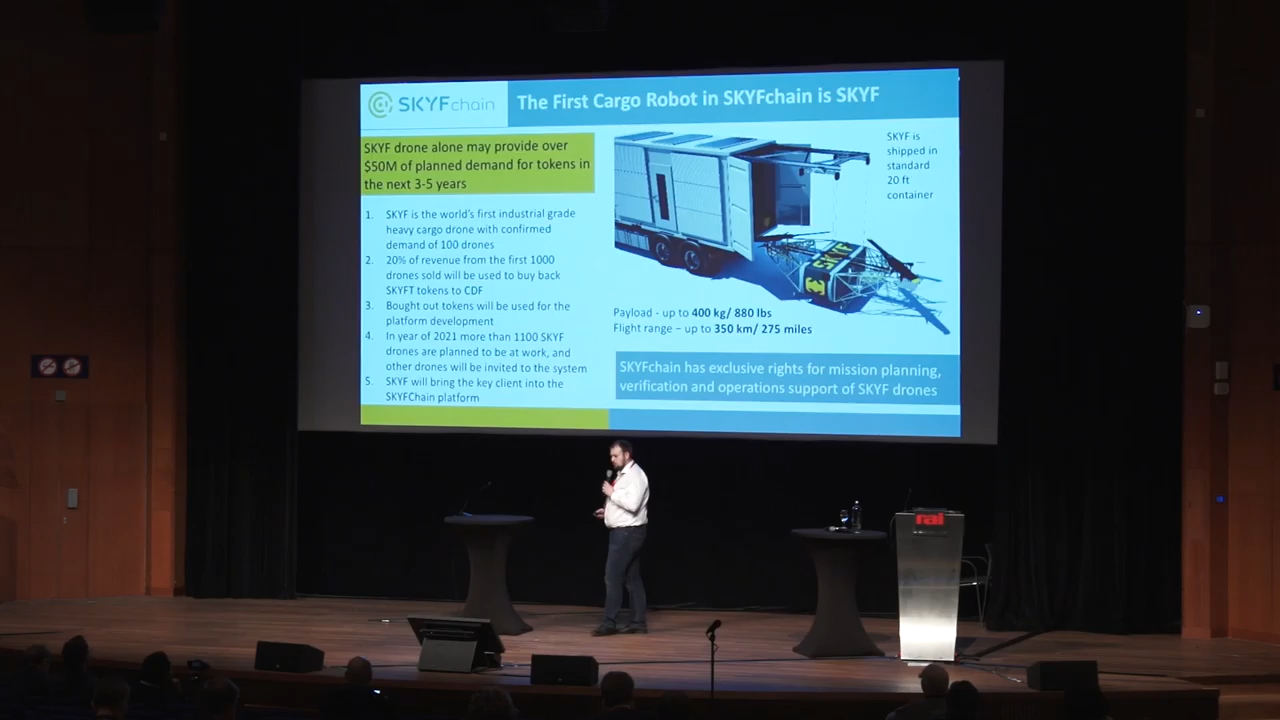 SKYFchain
The First Cargo Robot in SKYFchain is SKYF
SKYF drone alone may provide over
$50M of planned demand for tokens in
the next 3-5 years
1. SKYF is the world's first industrial grade
heavy cargo drone with confirmed
demand of 100 drones
2. 20% of revenue from the first 1000
drones sold will be used to buy back
SKYFT tokens to CDF
3. Bought out tokens will be used for the
platform development
4. In year of 2021 more than 1100 SKYF
drones are planned to be at work, and
other drones will be invited to the system
5. SKYF will bring the key client into the
SKYFChain platform
SKYF is
shipped in
standard
20 ft
container
SKYF
Payload - up to 400 kg/ 880 lbs
Flight range – up to 350 km/ 275 miles
SKYFchain has exclusive rights for mission planning,
verification and operations support of SKYF drones
rai